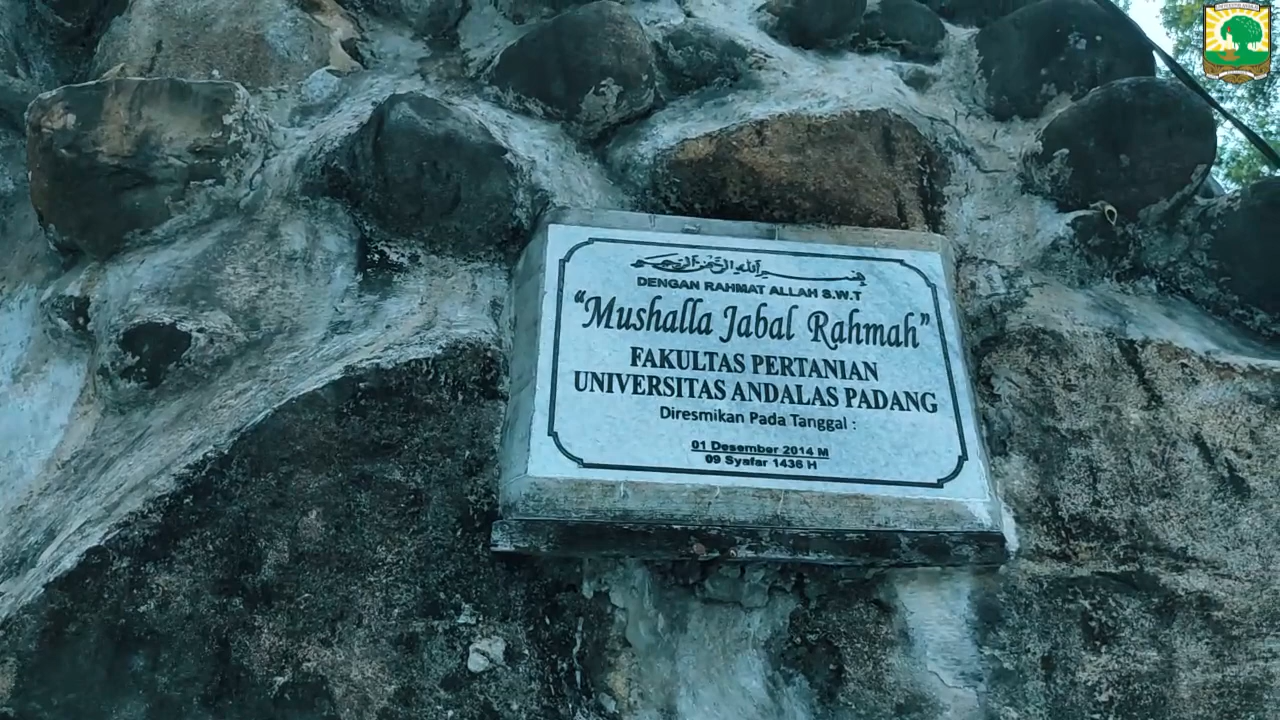 بسم الله الرحمن الرحيم
DENGAN RAHMAT ALLAH S.W.T
“Mushalla Jabal Rahmah”
FAKULTAS PERTANIAN
UNIVERSITAS ANDALAS PADANG
Diresmikan Pada Tanggal :
01 Desember 2014 M
09 Syafar 1436 H